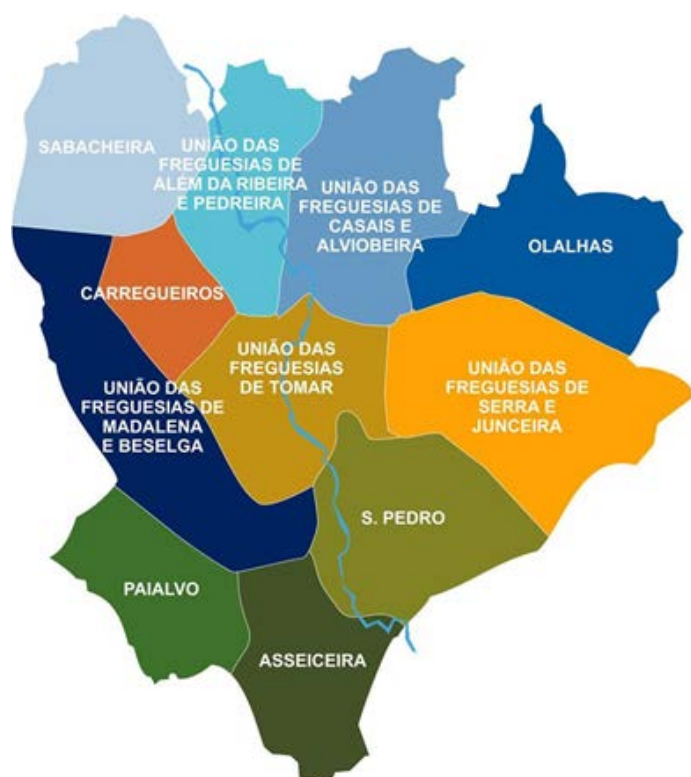 SABACHEIRA
UNIÃO DAS
FREGUESIAS DE
ALÉM DA RIBEIRA
E PEDREIRA
UNIÃO DAS
FREGUESIAS DE
CASAIS E
ALVIOBEIRA
OLALHAS
CARREGUEIROS
UNIÃO DAS
FREGUESIAS
DE TOMAR
UNIÃO DAS
FREGUESIAS DE
SERRA E
JUNCEIRA
UNIÃO DAS
FREGUESIAS DE
MADALENA
E BESELGA
S. PEDRO
PAIALVO
ASSEICEIRA